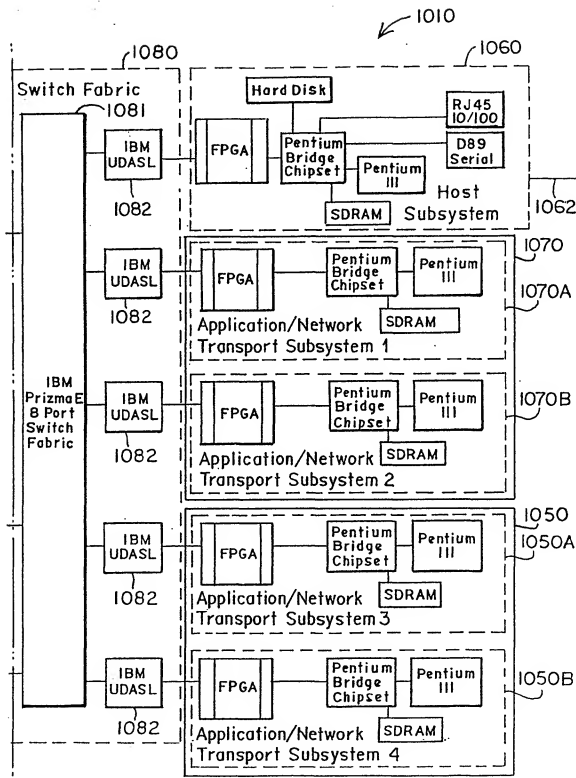 1010
1080
1060
Switch Fabric
1081
Hard Disk
RJ45
10/100
D89
Serial
IBM
UDASL
1082
FPGA
Pentium
Bridge
Chipset
Pentium
III
SDRAM
Host
Subsystem
1062
IBM
PrizmaE
8 Port
Switch
Fabric
IBM
UDASL
1082
FPGA
Pentium
Bridge
Chipset
Pentium
III
SDRAM
Application/Network
Transport Subsystem 1
1070
1070A
IBM
UDASL
1082
FPGA
Pentium
Bridge
Chipset
Pentium
III
SDRAM
Application/Network
Transport Subsystem 2
1070B
IBM
UDASL
1082
FPGA
Pentium
Bridge
Chipset
Pentium
III
SDRAM
Application/Network
Transport Subsystem 3
1050
1050A
IBM
UDASL
1082
FPGA
Pentium
Bridge
Chipset
Pentium
III
SDRAM
Application/Network
Transport Subsystem 4
1050B